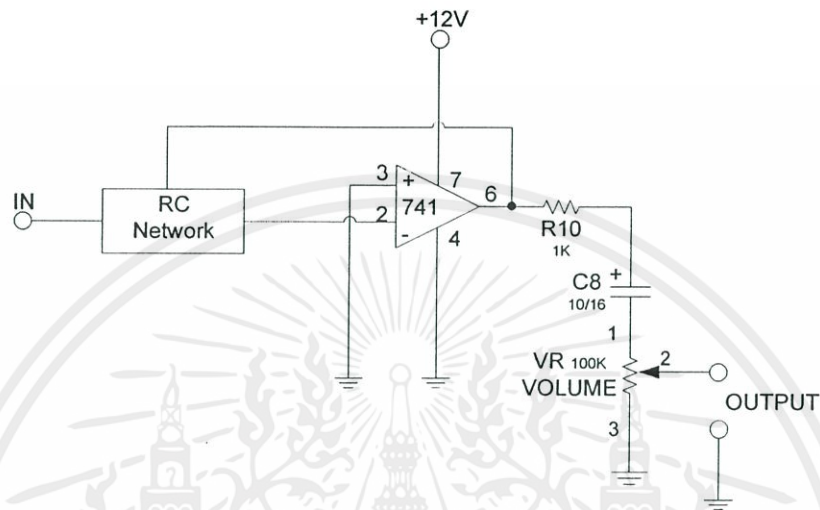 +12V
IN
RC
Network
3
+
7
741
6
2
-
4
R10
1K
C8
+
10/16
1
VR 100K
2
VOLUME
OUTPUT
3